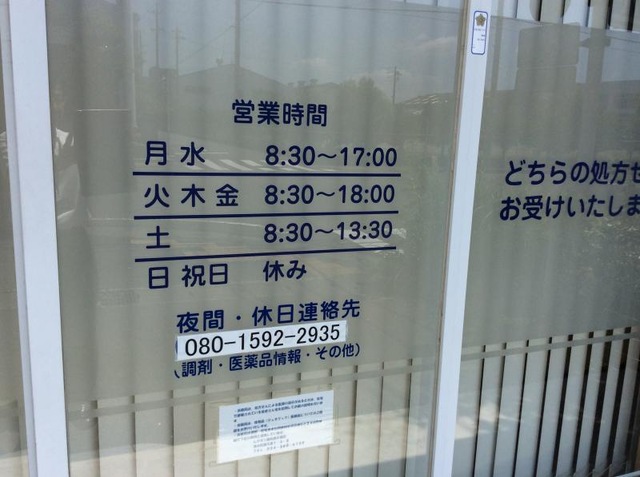 営業時間
月 水 8:30～17:00
火 木 金 8:30～18:00
土 8:30～13:30
日 祝日 休み
夜間・休日連絡先
080-1592-2935
(調剤・医薬品情報・その他)
どちらの処方
お受けいたしま